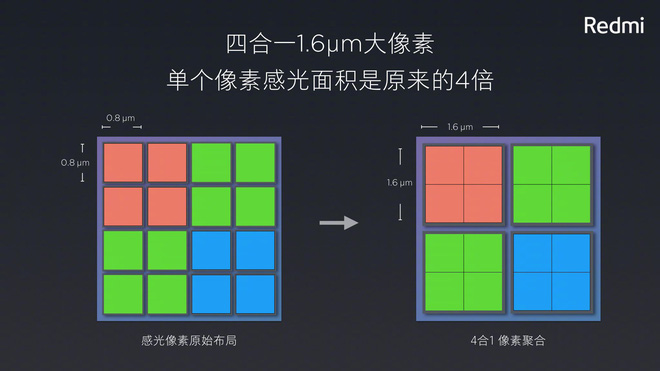 Redmi
四合一1.6μm大像素
单个像素感光面积是原来的4倍
0.8 μm
1.6 μm
0.8 μm
1.6 μm
感光像素原始布局
4合1 像素聚合